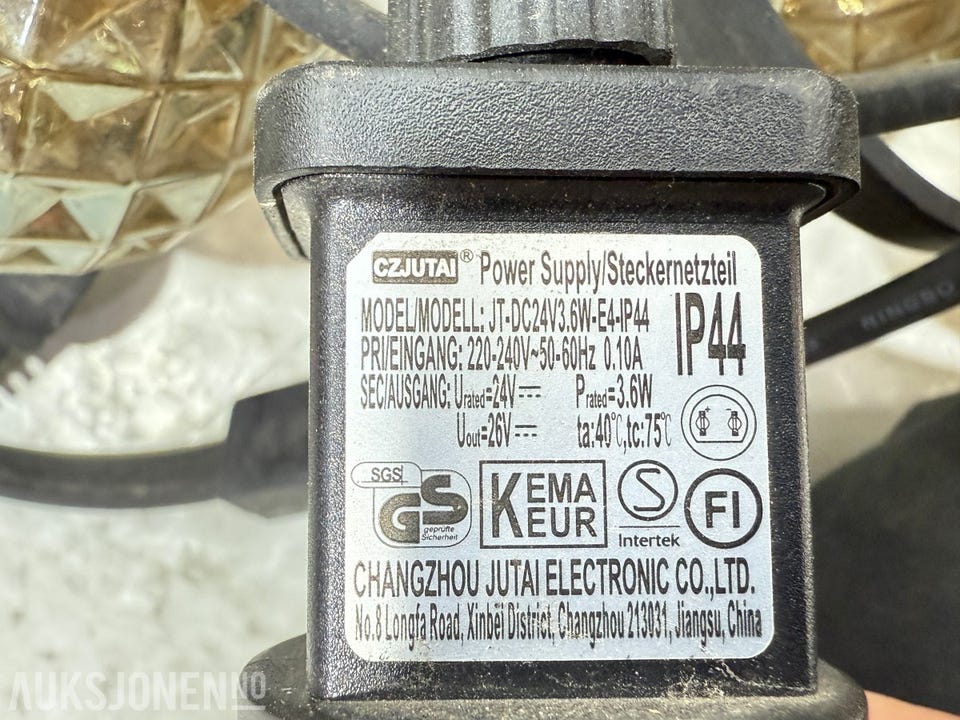 CZJUTAI® Power Supply/Steckernetzteil
MODEL/MODELL: JT-DC24V3.6W-E4-IP44
IP44
PRI/EINGANG: 220-240V~50-60Hz 0.10A
SEC/AUSGANG: Urated=24V⎓ Prated=3.6W
Uout=26V⎓ ta:40℃,tc:75℃
SGS
GS
geprüfte
Sicherheit
KEMA
KEUR
S
Intertek
FI
CHANGZHOU JUTAI ELECTRONIC CO.,LTD.
No.8 Longfa Road, Xinbei District, Changzhou 213031, Jiangsu, China
NINGBO
AUKSJONEN.NO